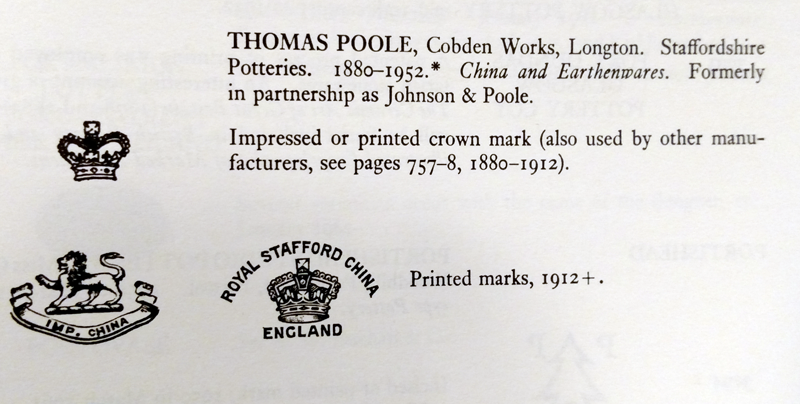 THOMAS POOLE, Cobden Works, Longton. Staffordshire
Potteries. 1880–1952.* China and Earthenwares. Formerly
in partnership as Johnson & Poole.
Impressed or printed crown mark (also used by other manu-
facturers, see pages 757–8, 1880–1912).
IMP. CHINA
ROYAL STAFFORD CHINA
ENGLAND
Printed marks, 1912+.